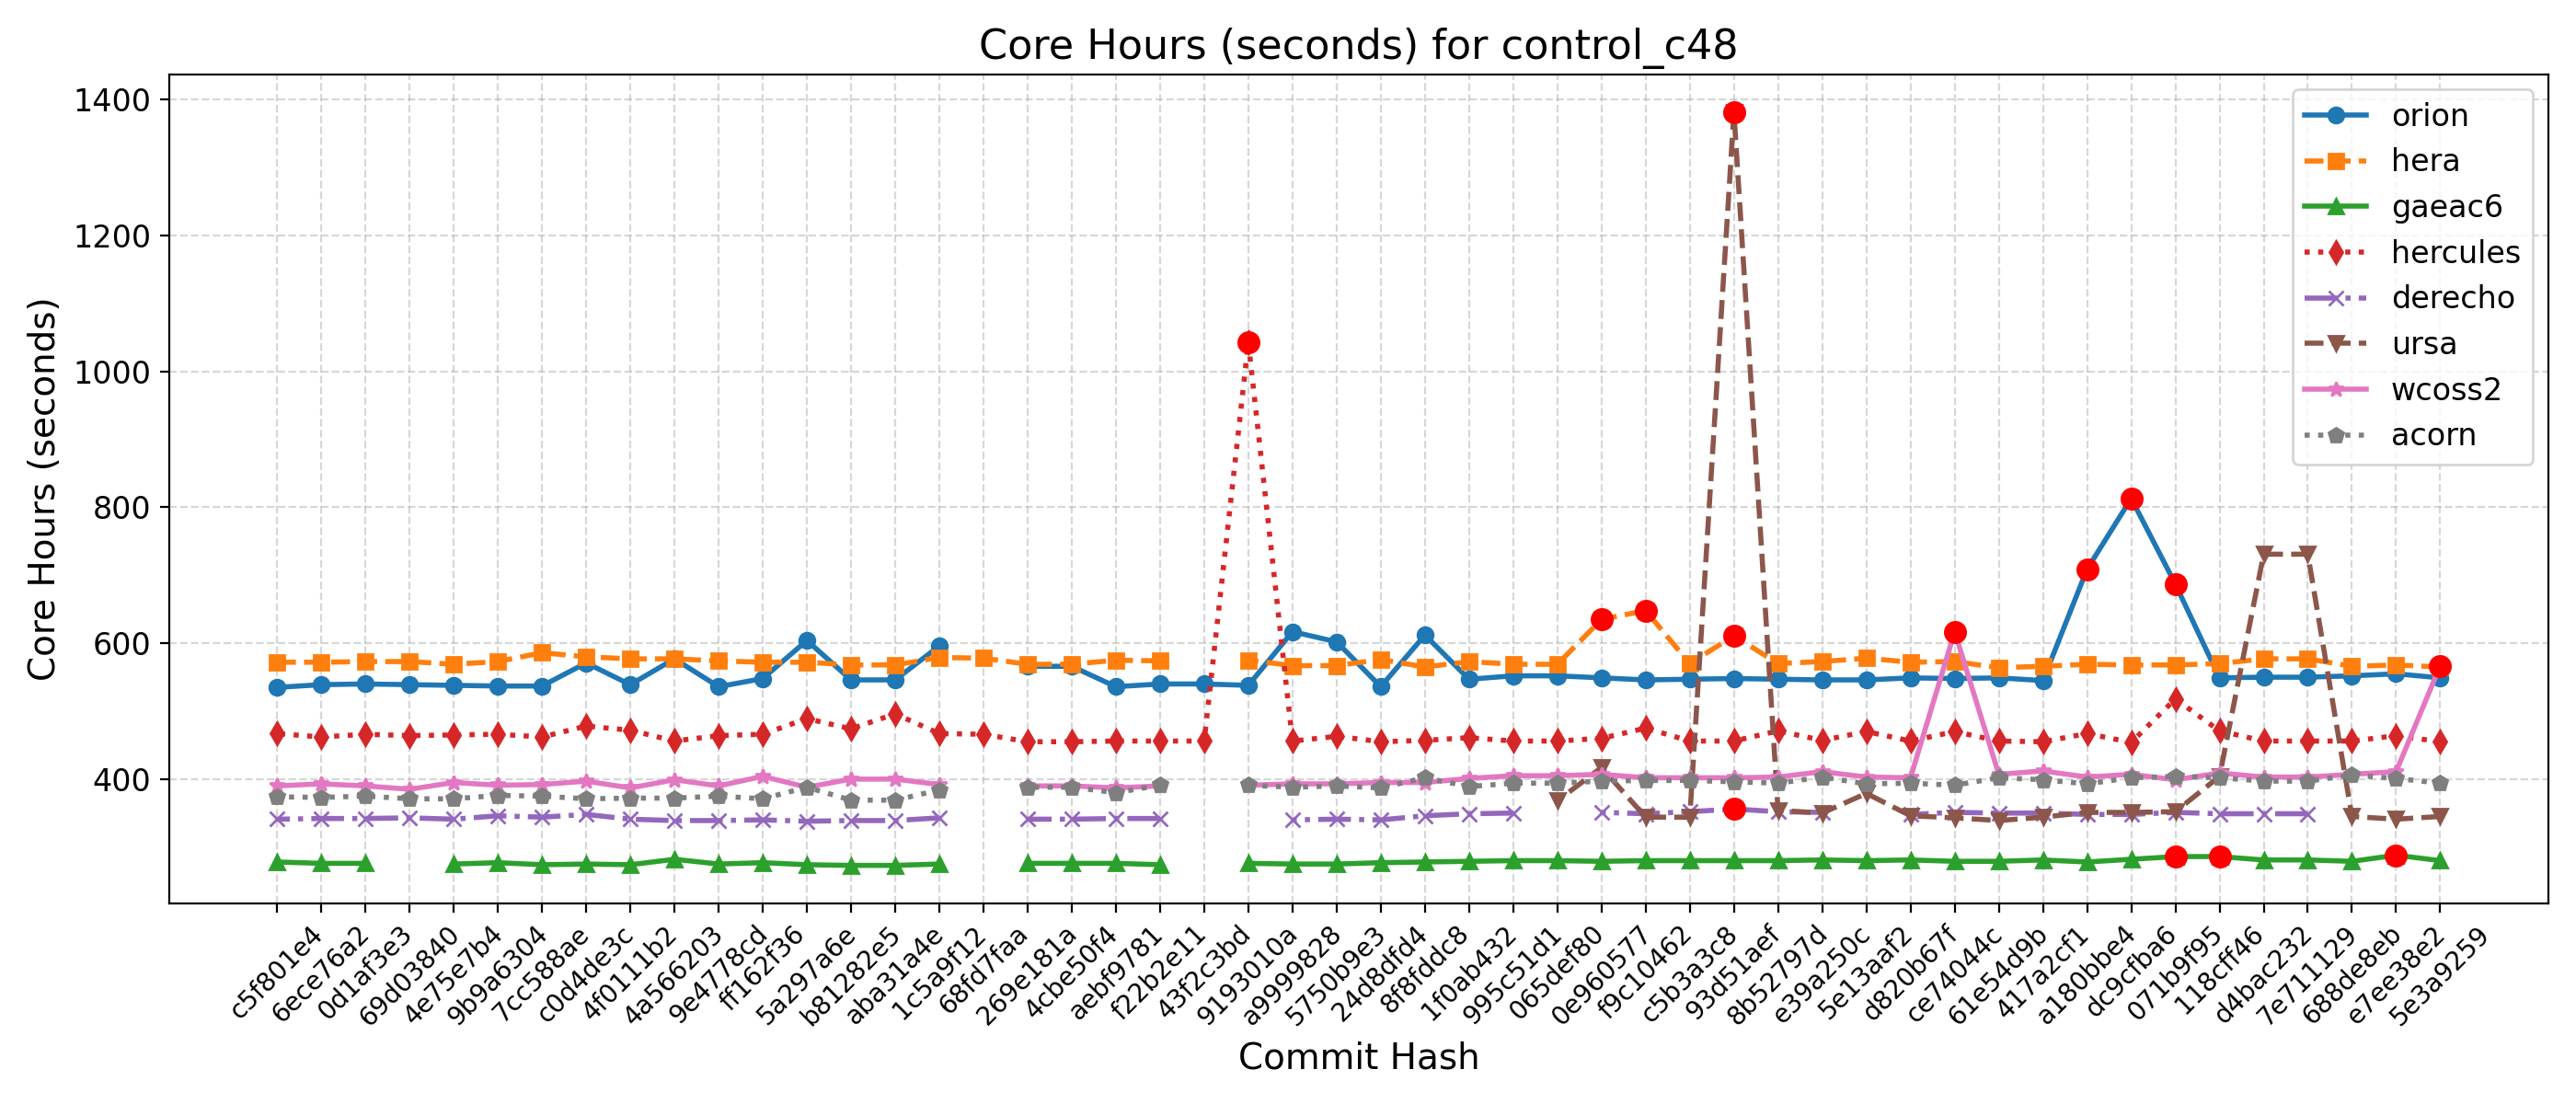 Core Hours (seconds) for control_c48
Core Hours (seconds)
1400
1200
1000
800
600
400
orion
hera
gaeac6
hercules
derecho
ursa
wcoss2
acorn
c5f801e4
6ece76a2
0d1af3e3
69d03840
4e75e7b4
9b9a6304
7cc588ae
c0d4de3c
4f0111b2
4a566203
9e4778cd
ff162f36
5a297a6e
b81282e5
aba31a4e
1c5a9f12
68fd7faa
269e181a
4cbe50f4
aebf9781
f22b2e11
43f2c3bd
9193010a
a9999828
5750b9e3
24d8dfd4
8f8fddc8
1f0ab432
995c51d1
065def80
0e960577
f9c10462
c5b3a3c8
93d51aef
8b52797d
e39a250c
5e13aaf2
d820b67f
ce74044c
61e54d9b
417a2cf1
a180bbe4
dc9cfba6
071b9f95
118cff46
d4bac232
7e711129
688de8eb
e7ee38e2
5e3a9259
Commit Hash